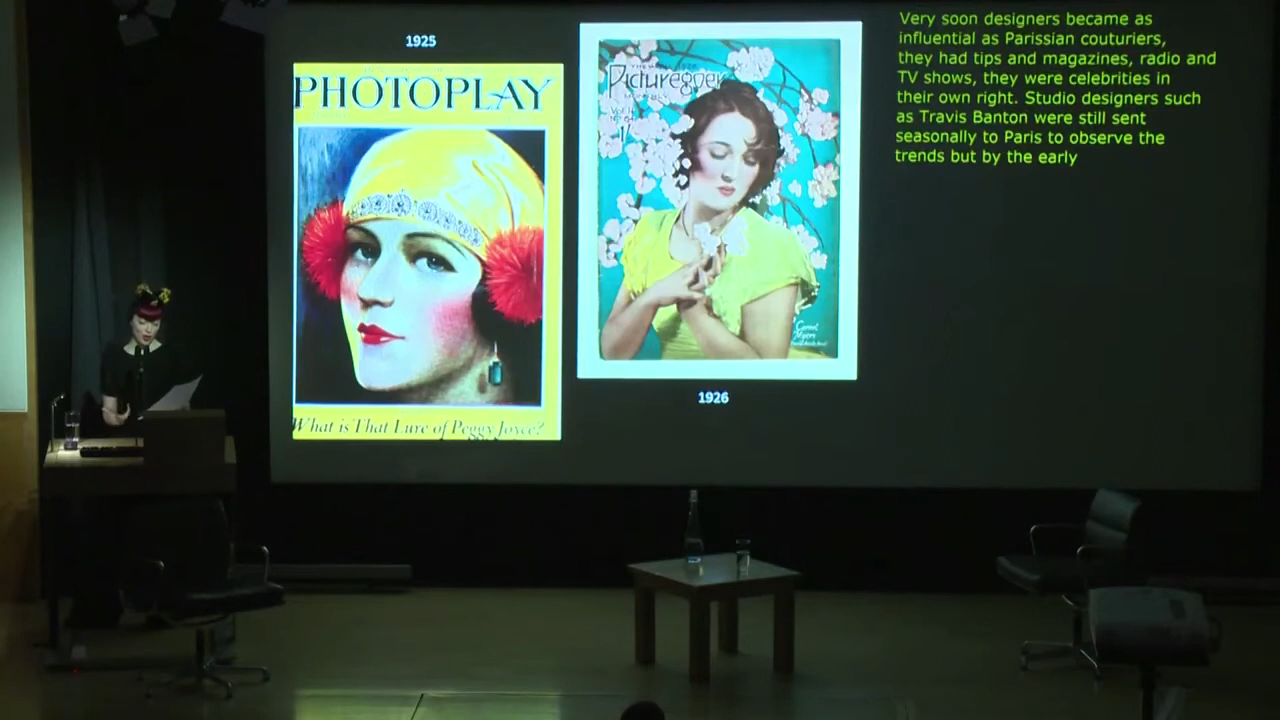 1925
PHOTOPLAY
What is That Lure of Peggy Joyce?
Picturegoer
1926
Very soon designers became as
influential as Parissian couturiers,
they had tips and magazines, radio and
TV shows, they were celebrities in
their own right. Studio designers such
as Travis Banton were still sent
seasonally to Paris to observe the
trends but by the early